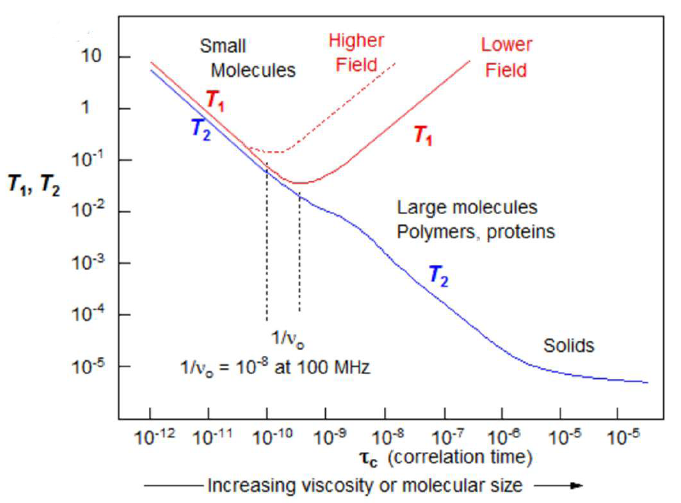 Small
Molecules
Higher
Field
Lower
Field
10
1
10⁻¹
10⁻²
10⁻³
10⁻⁴
10⁻⁵
T₁
T₂
T₁
T₁, T₂
Large molecules
Polymers, proteins
T₂
Solids
1/νₒ
1/νₒ = 10⁻⁸ at 100 MHz
10⁻¹² 10⁻¹¹ 10⁻¹⁰ 10⁻⁹ 10⁻⁸ 10⁻⁷ 10⁻⁶ 10⁻⁵ 10⁻⁵
τc (correlation time)
Increasing viscosity or molecular size